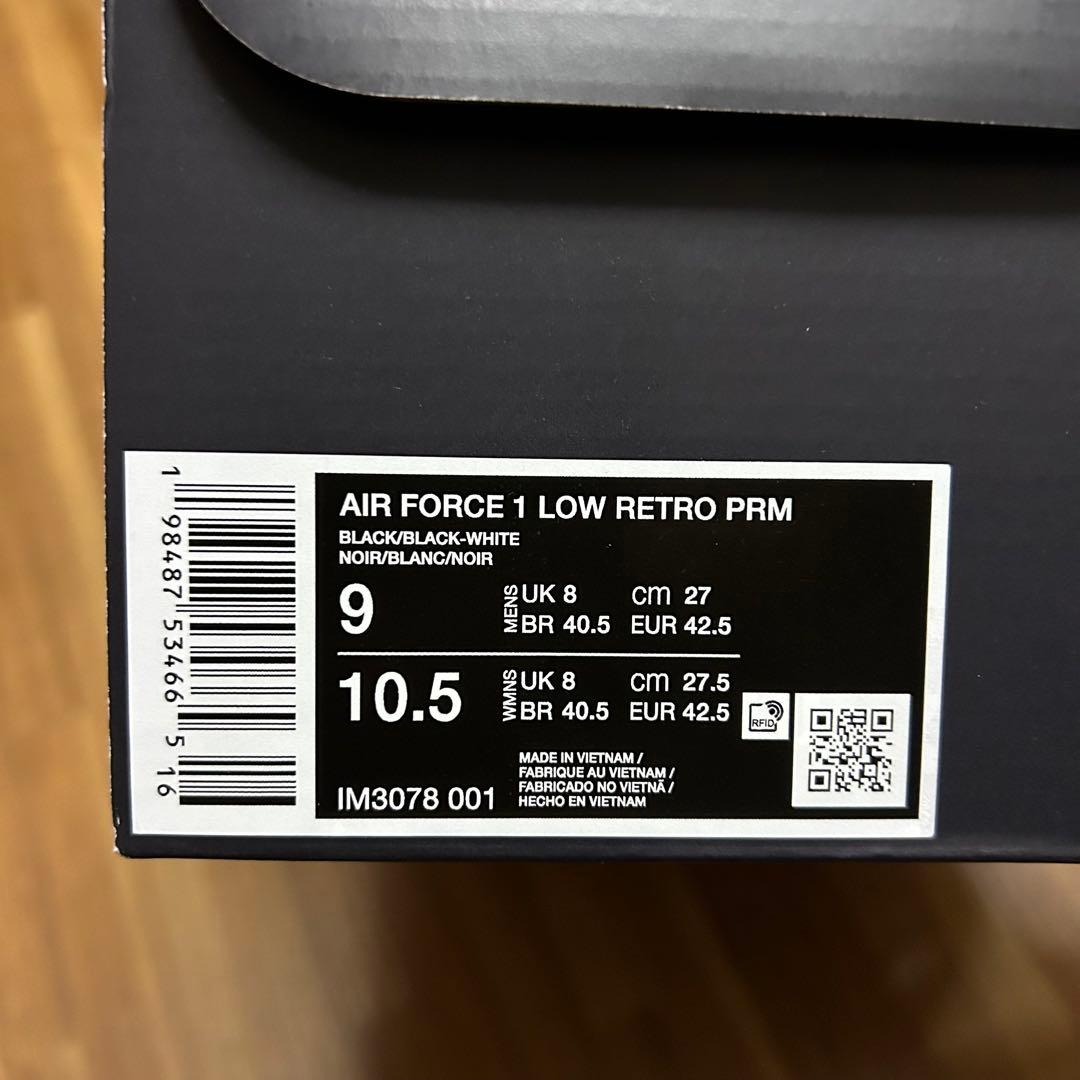 AIR FORCE 1 LOW RETRO PRM
BLACK/BLACK-WHITE
NOIR/BLANC/NOIR
9 MENS UK 8 cm 27
BR 40.5 EUR 42.5
10.5 WMNS UK 8 cm 27.5
BR 40.5 EUR 42.5
RFID
MADE IN VIETNAM /
FABRIQUE AU VIETNAM /
FABRICADO NO VIETNÃ /
HECHO EN VIETNAM
IM3078 001
1 98487 53466 5 16